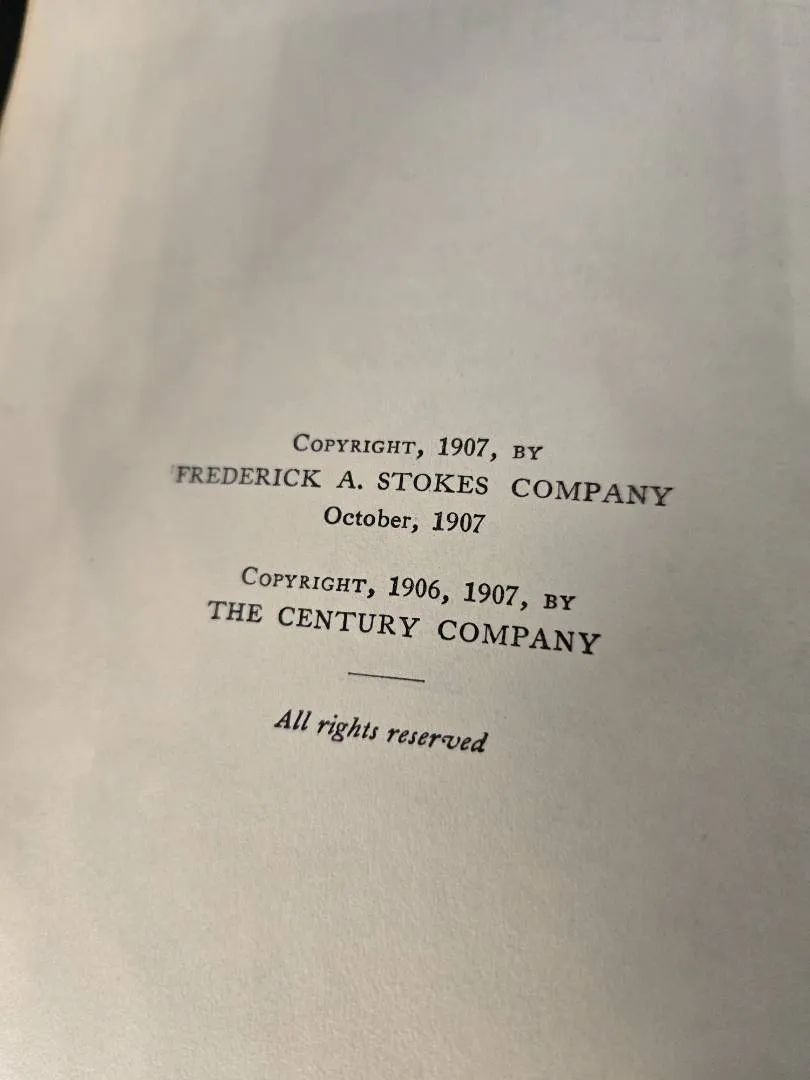 Copyright, 1907, by
FREDERICK A. STOKES COMPANY
October, 1907
Copyright, 1906, 1907, by
THE CENTURY COMPANY
All rights reserved